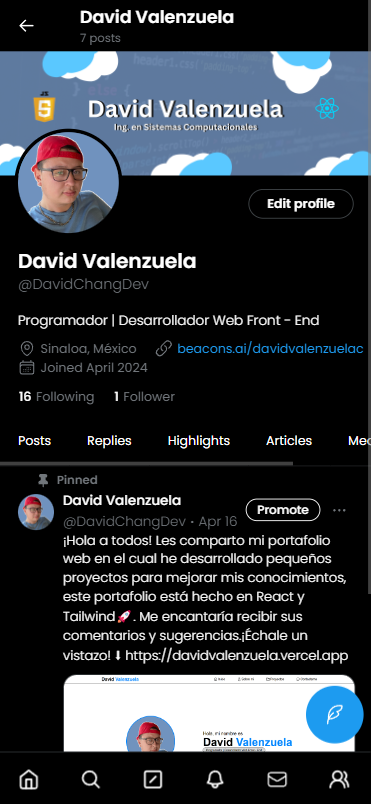 David Valenzuela
7 posts
David Valenzuela
Ing. en Sistemas Computacionales
Edit profile
David Valenzuela
@DavidChangDev
Programador | Desarrollador Web Front - End
Sinaloa, México beacons.ai/davidvalenzuelac
Joined April 2024
16 Following 1 Follower
Posts Replies Highlights Articles Med
Pinned
David Valenzuela Promote ...
@DavidChangDev · Apr 16
¡Hola a todos! Les comparto mi portafolio
web en el cual he desarrollado pequeños
proyectos para mejorar mis conocimientos,
este portafolio está hecho en React y
Tailwind🚀. Me encantaría recibir sus
comentarios y sugerencias.¡Échale un
vistazo! ⬇ https://davidvalenzuela.vercel.app
David Valenzuela
Hola, mi nombre es
David Valenzuela